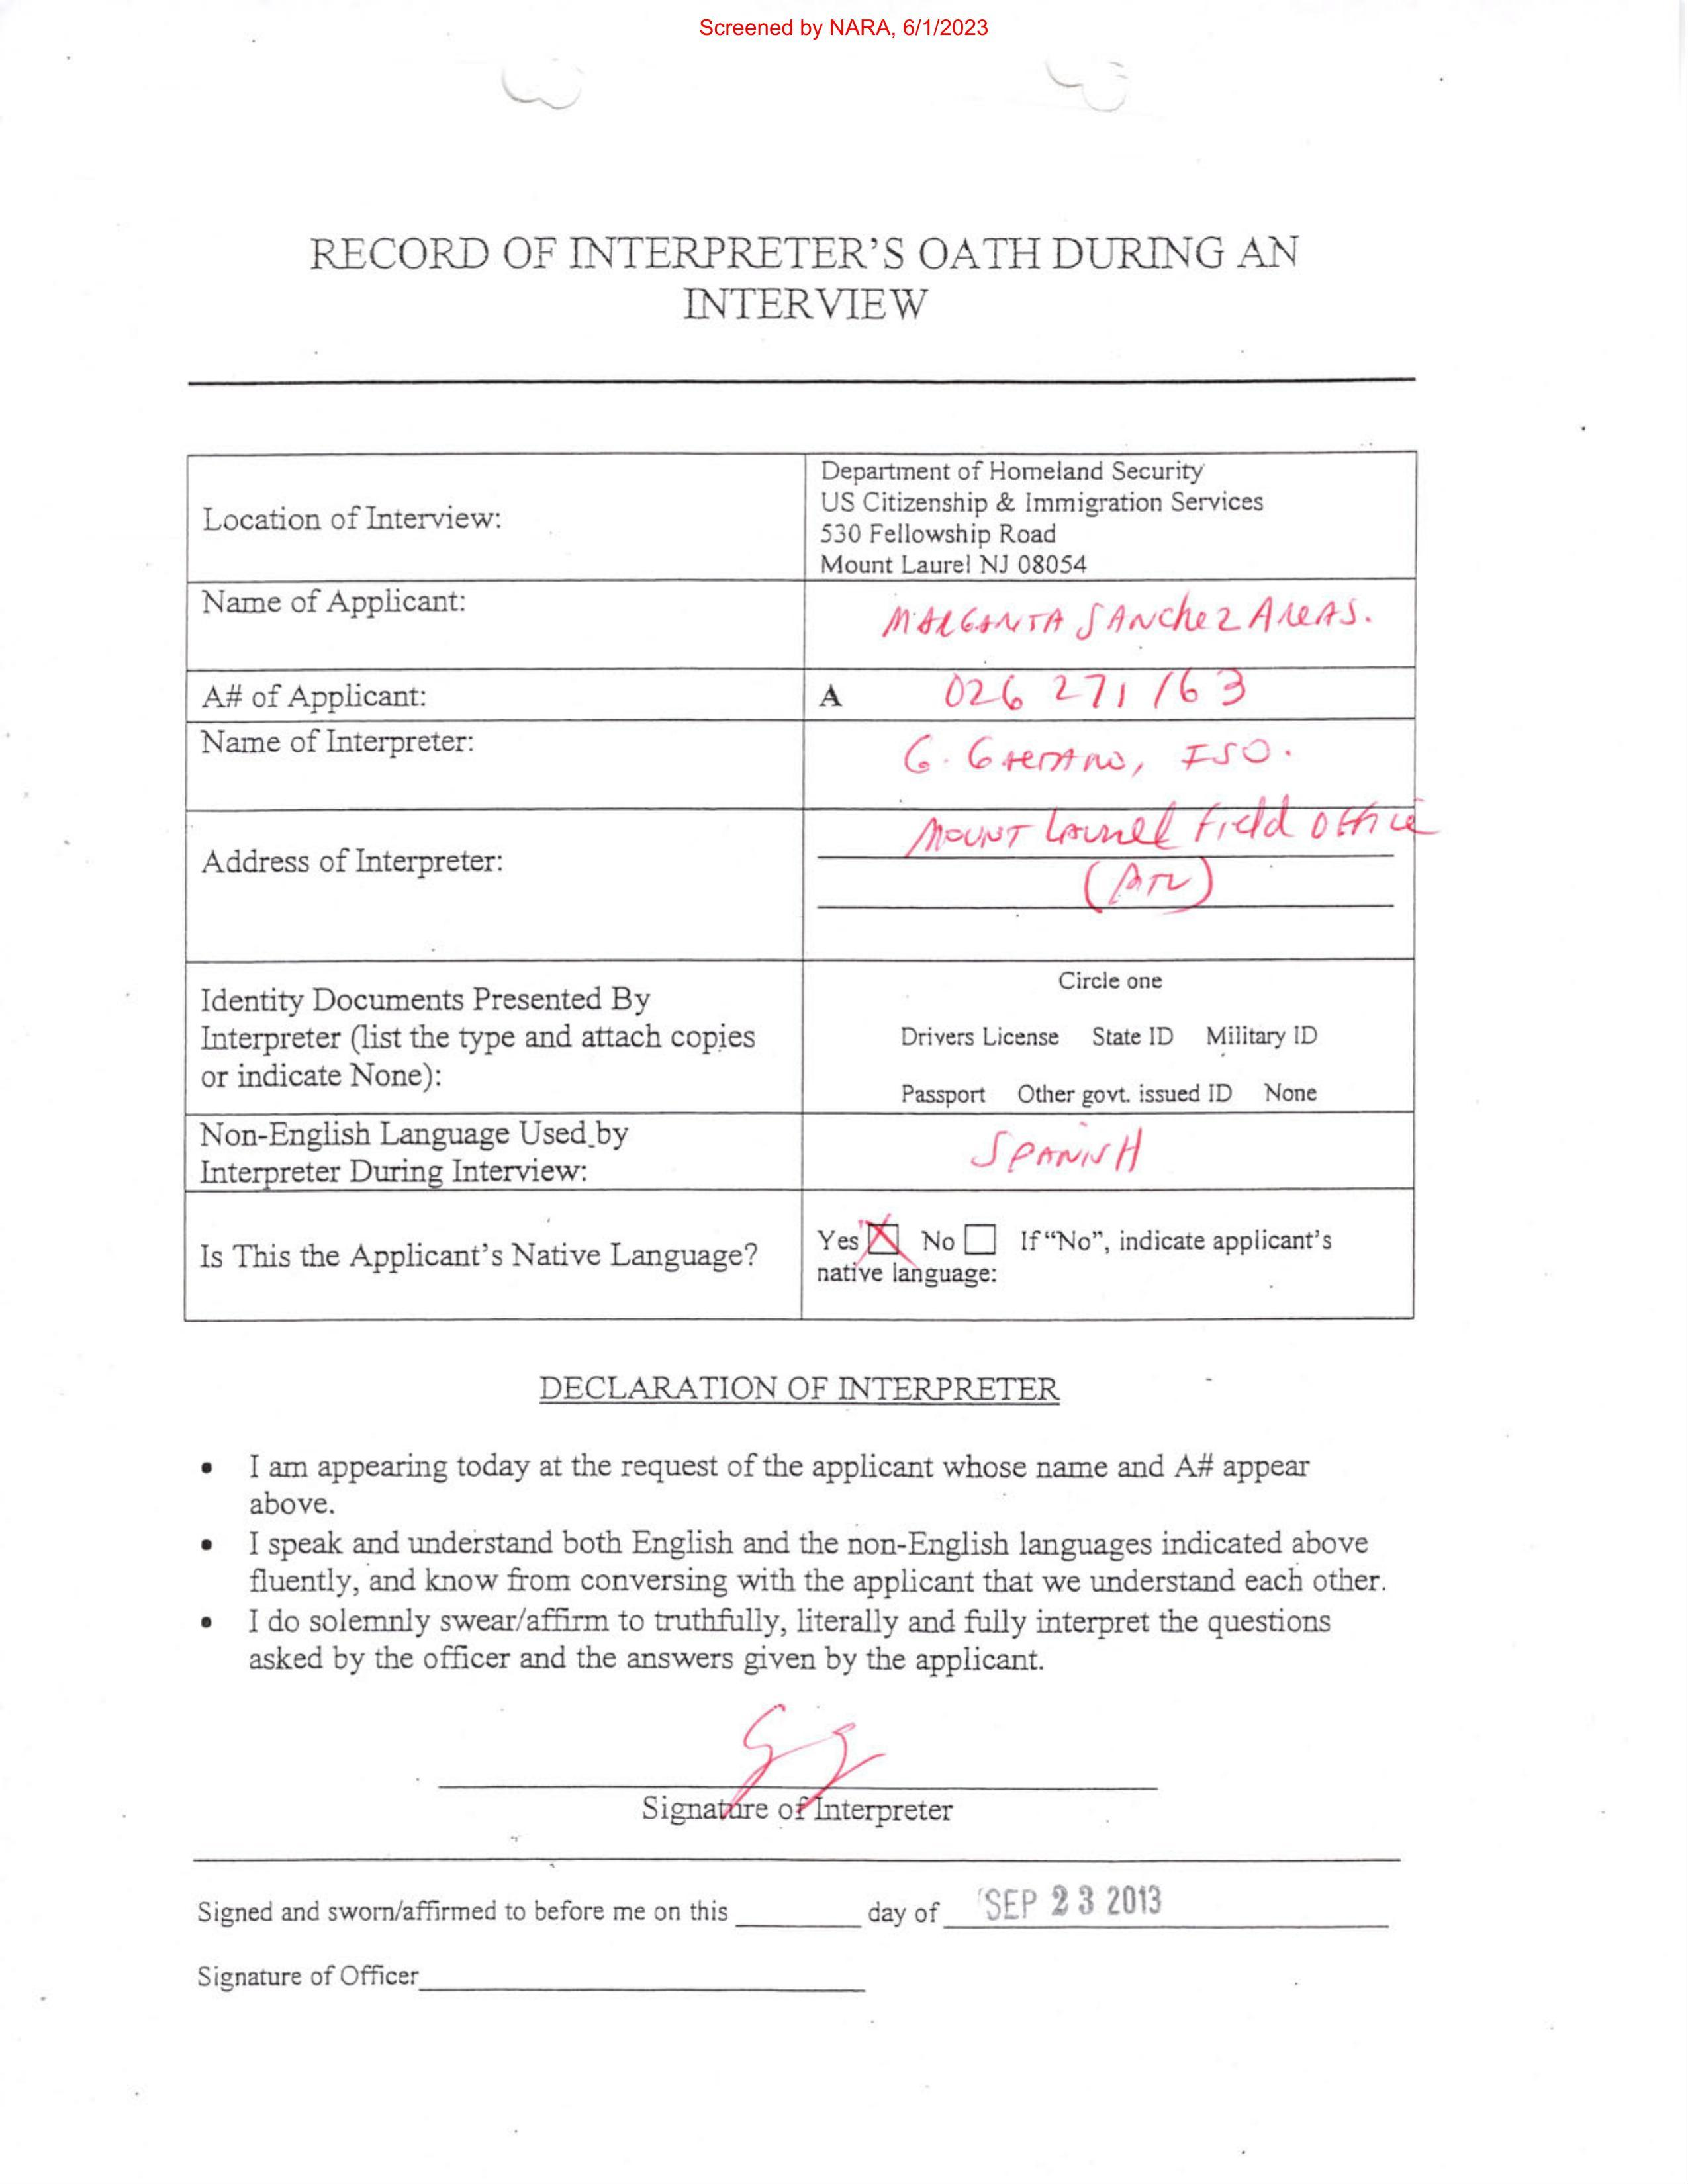 Screened by NARA, 6/1/2023
RECORD OF INTERPRETER'S OATH DURING AN
INTERVIEW
Location of Interview:
Department of Homeland Security
US Citizenship & Immigration Services
530 Fellowship Road
Mount Laurel NJ 08054
Name of Applicant:
MARGARITA SANchez AReAS.
A# of Applicant:
A 026 271 163
Name of Interpreter:
G. , ISO.
Address of Interpreter:
MOUNT Laurel Field Office
Identity Documents Presented By
Interpreter (list the type and attach copies
or indicate None):
Circle one
Drivers License State ID Military ID
Passport Other govt. issued ID None
Non-English Language Used by
Interpreter During Interview:
SPANISH
Is This the Applicant's Native Language?
Yes No If "No", indicate applicant's
native language:
DECLARATION OF INTERPRETER
• I am appearing today at the request of the applicant whose name and A# appear
above.
• I speak and understand both English and the non-English languages indicated above
fluently, and know from conversing with the applicant that we understand each other.
• I do solemnly swear/affirm to truthfully, literally and fully interpret the questions
asked by the officer and the answers given by the applicant.
Signature of Interpreter
Signed and sworn/affirmed to before me on this ________ day of SEP 23 2013
Signature of Officer